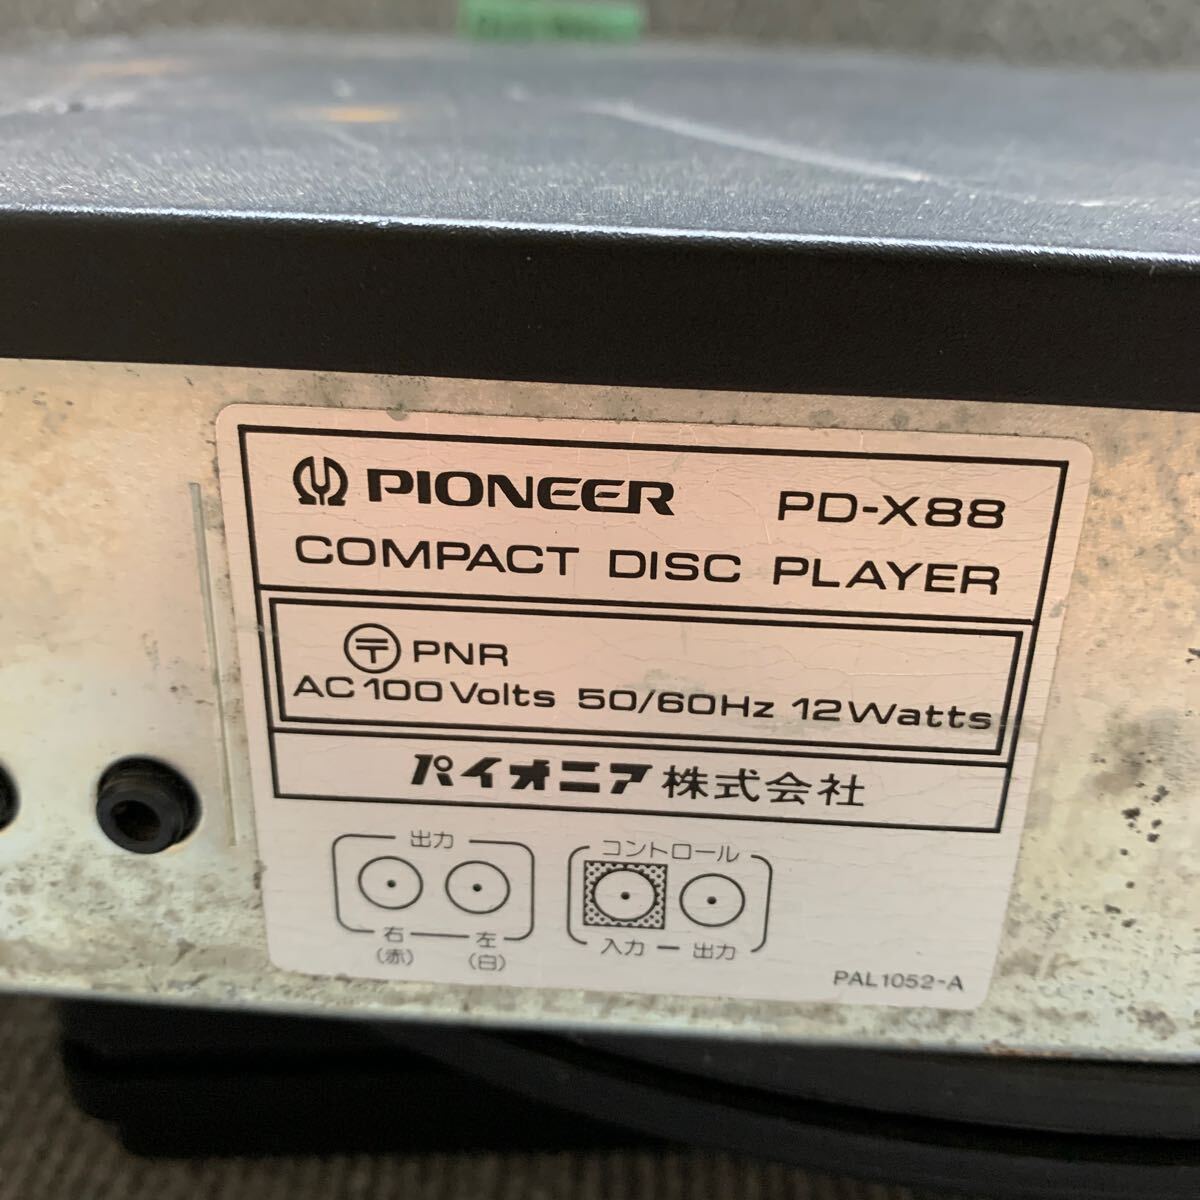 PIONEER PD-X88
COMPACT DISC PLAYER
〒 PNR
AC 100 Volts 50/60Hz 12Watts
パイオニア株式会社
出力
コントロール
右 左
(赤) (白)
入力 ー 出力
PAL1052-A